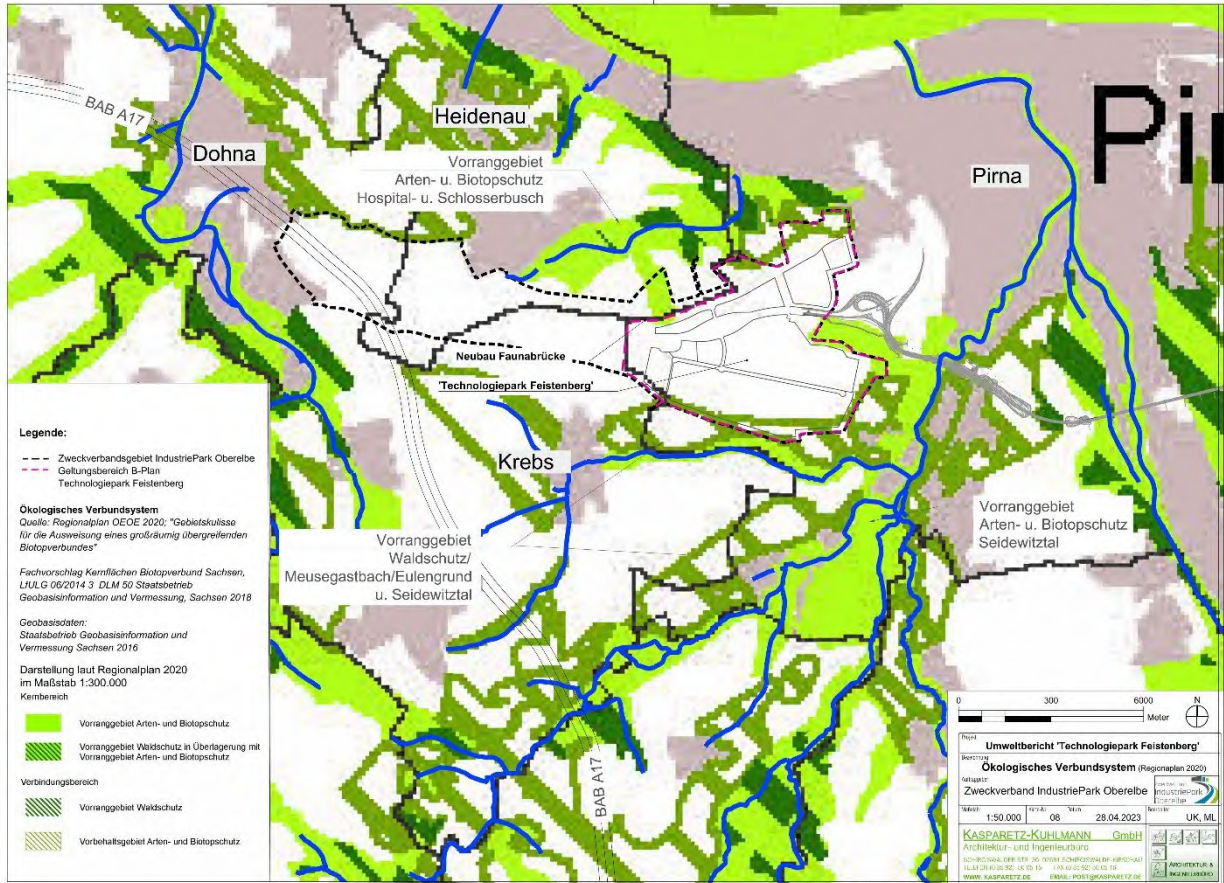 Pir
BAB A17
Heidenau
Dohna
Vorranggebiet
Arten- u. Biotopschutz
Hospital- u. Schlosserbusch
Pirna
Neubau Faunabrücke
'Technologiepark Feistenberg'
Krebs
Vorranggebiet
Waldschutz/
Meusegastbach/Eulengrund
u. Seidewitztal
Vorranggebiet
Arten- u. Biotopschutz
Seidewitztal
BAB A17
Legende:
Zweckverbandsgebiet IndustriePark Oberelbe
Geltungsbereich B-Plan
Technologiepark Feistenberg
Ökologisches Verbundsystem
Quelle: Regionalplan OEOE 2020; "Gebietskulisse
für die Ausweisung eines großräumig übergreifenden
Biotopverbundes"
Fachvorschlag Kernflächen Biotopverbund Sachsen,
LfULG 06/2014 3 DLM 50 Staatsbetrieb
Geobasisinformation und Vermessung, Sachsen 2018
Geobasisdaten:
Staatsbetrieb Geobasisinformation und
Vermessung Sachsen 2016
Darstellung laut Regionalplan 2020
im Maßstab 1:300.000
Kernbereich
Vorranggebiet Arten- und Biotopschutz
Vorranggebiet Waldschutz in Überlagerung mit
Vorranggebiet Arten- und Biotopschutz
Verbindungsbereich
Vorranggebiet Waldschutz
Vorbehaltsgebiet Arten- und Biotopschutz
0 300 6000
Meter
N
Projekt
Umweltbericht 'Technologiepark Feistenberg'
Ökologisches Verbundsystem (Regionaplan 2020)
Zweckverband IndustriePark Oberelbe
IndustriePark
Oberelbe
1:50.000 08 28.04.2023 UK, ML
KASPARETZ-KUHLMANN GmbH
Architektur- und Ingenieurbüro
WWW.KASPARETZ.DE EMAIL: POST@KASPARETZ.DE
ARCHITEKTUR &
INGENIEURBÜRO